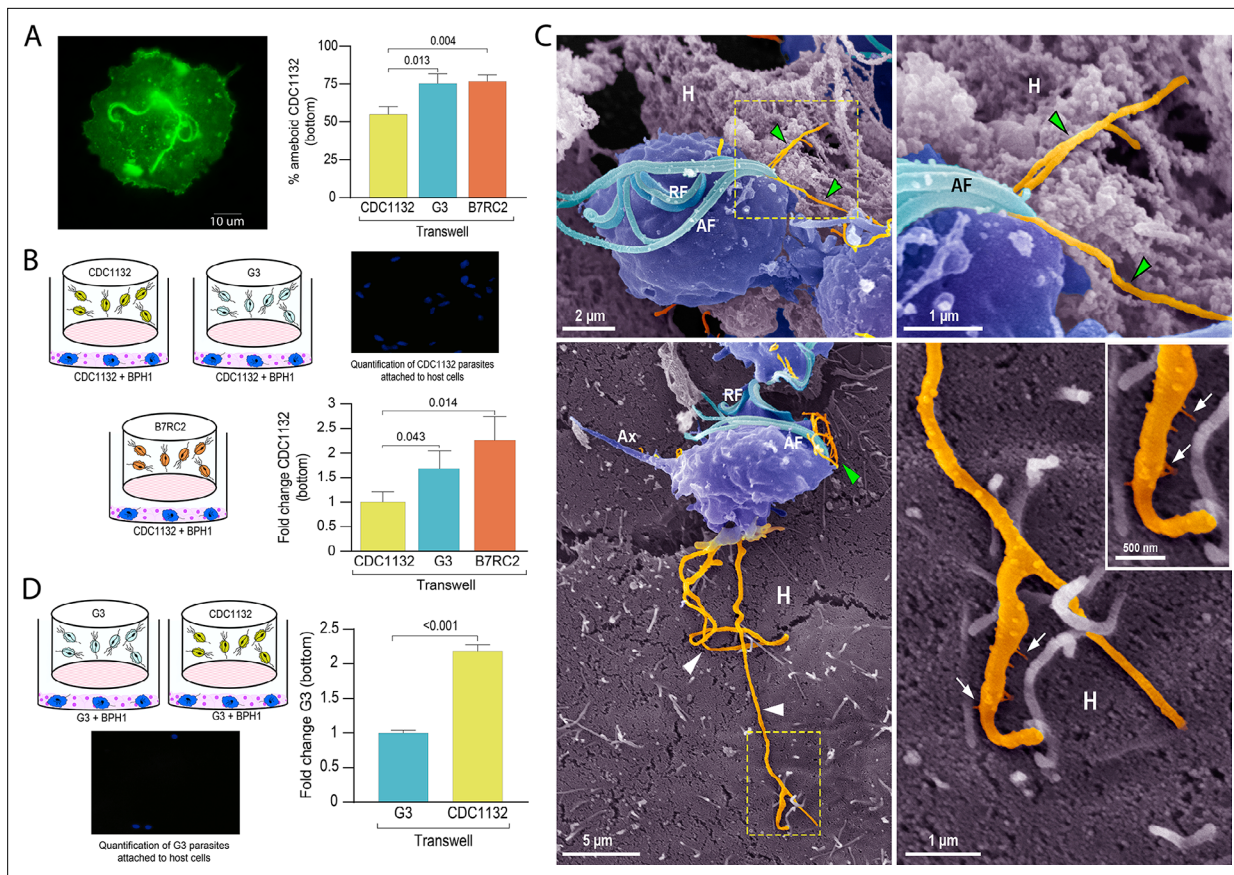 A
10 um
% ameboid CDC1132
(bottom)
100
75
50
25
0
0.004
0.013
CDC1132
G3
B7RC2
Transwell
B
CDC1132
CDC1132 + BPH1
G3
CDC1132 + BPH1
Quantification of CDC1132 parasites
attached to host cells
B7RC2
CDC1132 + BPH1
Fold change CDC1132
(bottom)
3
2.5
2
1.5
1
0.5
0
0.014
0.043
CDC1132
G3
B7RC2
Transwell
D
G3
G3 + BPH1
CDC1132
G3 + BPH1
Quantification of G3 parasites
attached to host cells
Fold change G3 (bottom)
2.5
2
1.5
1
0.5
0
<0.001
G3
CDC1132
Transwell
C
H
RF
AF
2 µm
H
AF
1 µm
RF
Ax
AF
H
5 µm
500 nm
H
1 µm